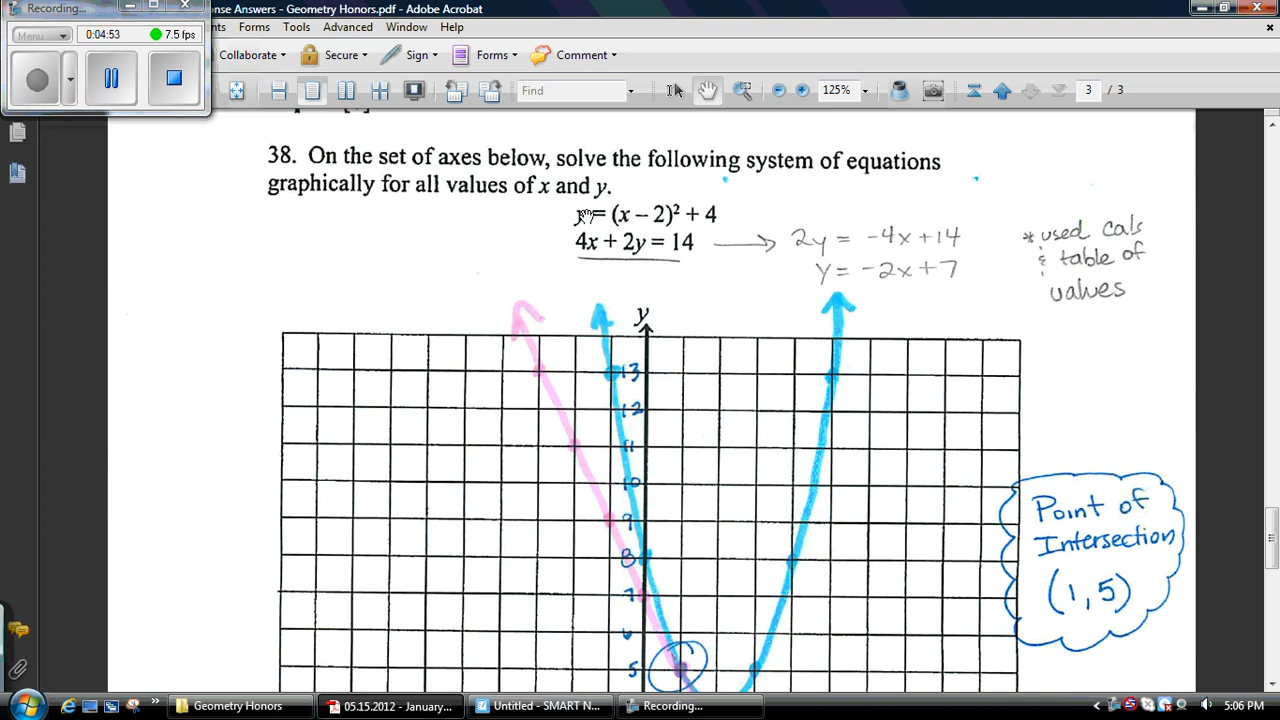 Recording...
onse Answers - Geometry Honors.pdf - Adobe Acrobat
Menu
0:04:53
7.5 fps
ents Forms Tools Advanced Window Help
Collaborate Secure Sign Forms Comment
Find
125%
3 / 3
38. On the set of axes below, solve the following system of equations
graphically for all values of x and y.
y = (x – 2)² + 4
4x + 2y = 14 → 2y = -4x+14
y = -2x+7
* used calc
& table of
values
y
13
12
11
10
9
8
7
6
5
Point of
Intersection
(1,5)
Geometry Honors
05.15.2012 - January...
Untitled - SMART N...
Recording...
5:06 PM